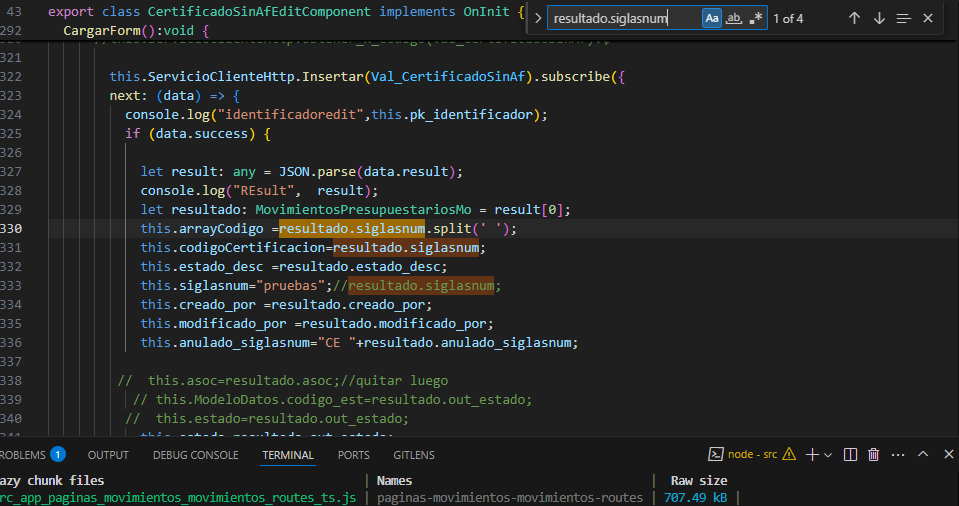 43 export class CertificadoSinAfEditComponent implements OnInit {
resultado.siglasnum Aa ab .* 1 of 4
292 CargarForm():void {
321
322 this.ServicioClienteHttp.Insertar(Val_CertificadoSinAf).subscribe({
323 next: (data) => {
324 console.log("identificadoredit",this.pk_identificador);
325 if (data.success) {
326
327 let result: any = JSON.parse(data.result);
328 console.log("REsult", result);
329 let resultado: MovimientosPresupuestariosMo = result[0];
330 this.arrayCodigo =resultado.siglasnum.split(' ');
331 this.codigoCertificacion=resultado.siglasnum;
332 this.estado_desc =resultado.estado_desc;
333 this.siglasnum="pruebas";//resultado.siglasnum;
334 this.creado_por =resultado.creado_por;
335 this.modificado_por =resultado.modificado_por;
336 this.anulado_siglasnum="CE "+resultado.anulado_siglasnum;
337
338 // this.asoc=resultado.asoc;//quitar luego
339 // this.ModeloDatos.codigo_est=resultado.out_estado;
340 // this.estado=resultado.out_estado;
ROBLEMS 1 OUTPUT DEBUG CONSOLE TERMINAL PORTS GITLENS node - src
azy chunk files | Names | Raw size
rc_app_paginas_movimientos_movimientos_routes_ts.js | paginas-movimientos-movimientos-routes | 707.49 kB |